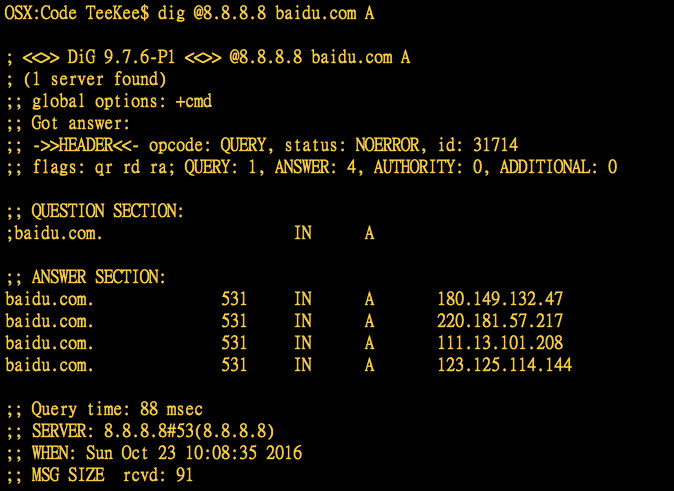 OSX:Code TeeKee$ dig @8.8.8.8 baidu.com A
; <<>> DiG 9.7.6-P1 <<>> @8.8.8.8 baidu.com A
; (1 server found)
;; global options: +cmd
;; Got answer:
;; ->>HEADER<<- opcode: QUERY, status: NOERROR, id: 31714
;; flags: qr rd ra; QUERY: 1, ANSWER: 4, AUTHORITY: 0, ADDITIONAL: 0
;; QUESTION SECTION:
;baidu.com. IN A
;; ANSWER SECTION:
baidu.com. 531 IN A 180.149.132.47
baidu.com. 531 IN A 220.181.57.217
baidu.com. 531 IN A 111.13.101.208
baidu.com. 531 IN A 123.125.114.144
;; Query time: 88 msec
;; SERVER: 8.8.8.8#53(8.8.8.8)
;; WHEN: Sun Oct 23 10:08:35 2016
;; MSG SIZE rcvd: 91